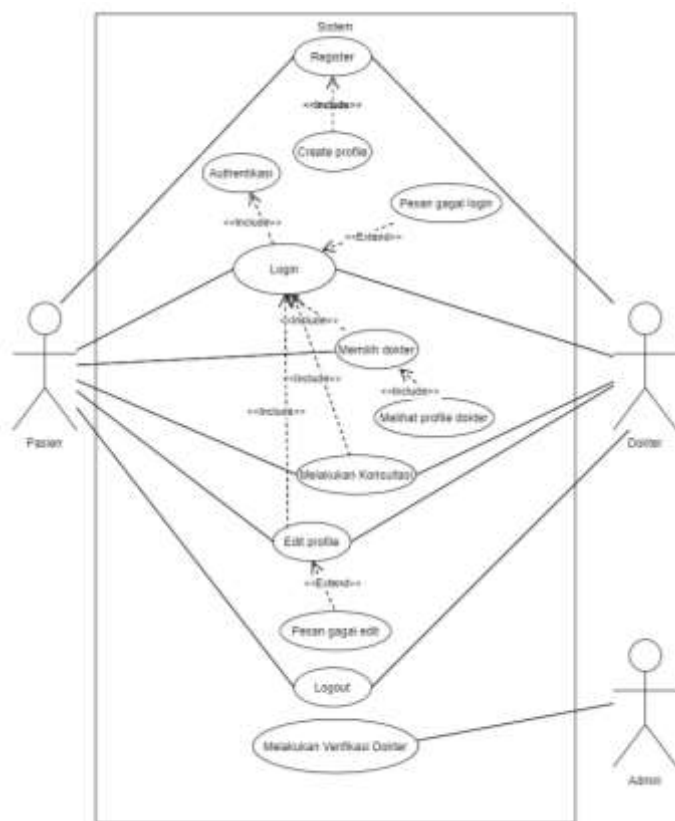 Sistem
Register
<<Include>>
Create profile
Authentikasi
Pesan gagal login
<<Include>>
<<Extend>>
Login
<<Include>>
Memilih dokter
<<Include>>
<<Include>>
<<Include>>
Melihat profile dokter
Pasien
Dokter
Melakukan Konsultasi
Edit profile
<<Extend>>
Pesan gagal edit
Logout
Melakukan Verifikasi Dokter
Admin